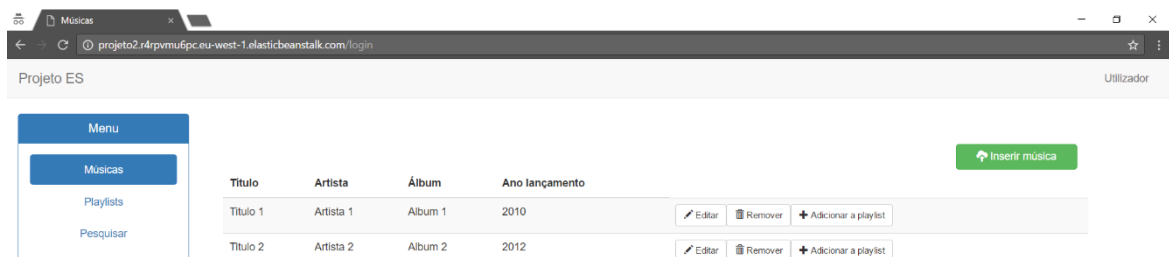 Músicas
projeto2.r4rpvmu6pc.eu-west-1.elasticbeanstalk.com/login
Projeto ES Utilizador
Menu
Inserir música
Músicas
Titulo Artista Álbum Ano lançamento
Playlists
Titulo 1 Artista 1 Album 1 2010 Editar Remover Adicionar a playlist
Pesquisar
Titulo 2 Artista 2 Album 2 2012 Editar Remover Adicionar a playlist